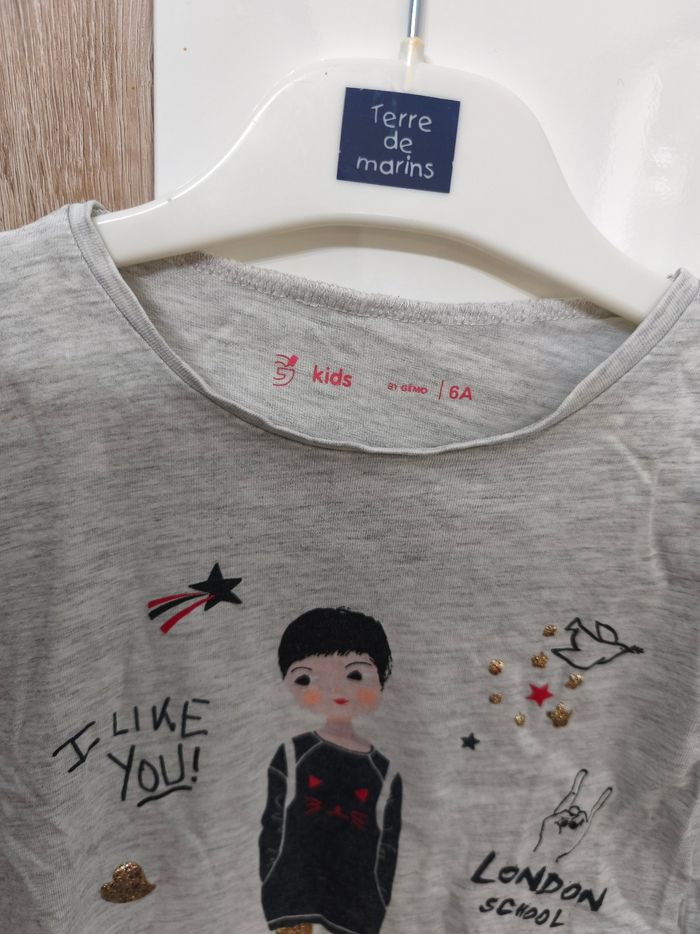 Terre
de
marins
kids BY GÉMO | 6A
I LIKE
YOU!
LONDON
SCHOOL